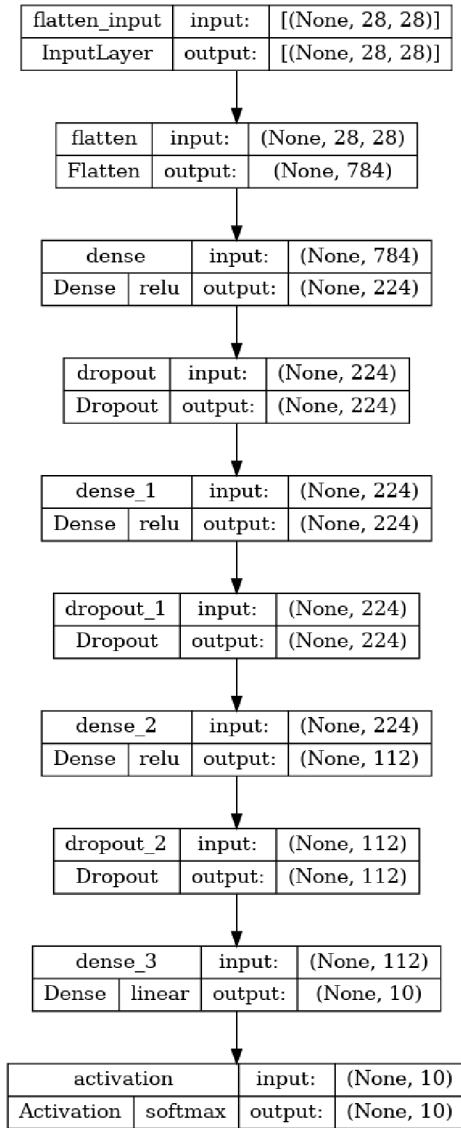 flatten_input input: [(None, 28, 28)]
InputLayer output: [(None, 28, 28)]
flatten input: (None, 28, 28)
Flatten output: (None, 784)
dense input: (None, 784)
Dense relu output: (None, 224)
dropout input: (None, 224)
Dropout output: (None, 224)
dense_1 input: (None, 224)
Dense relu output: (None, 224)
dropout_1 input: (None, 224)
Dropout output: (None, 224)
dense_2 input: (None, 224)
Dense relu output: (None, 112)
dropout_2 input: (None, 112)
Dropout output: (None, 112)
dense_3 input: (None, 112)
Dense linear output: (None, 10)
activation input: (None, 10)
Activation softmax output: (None, 10)